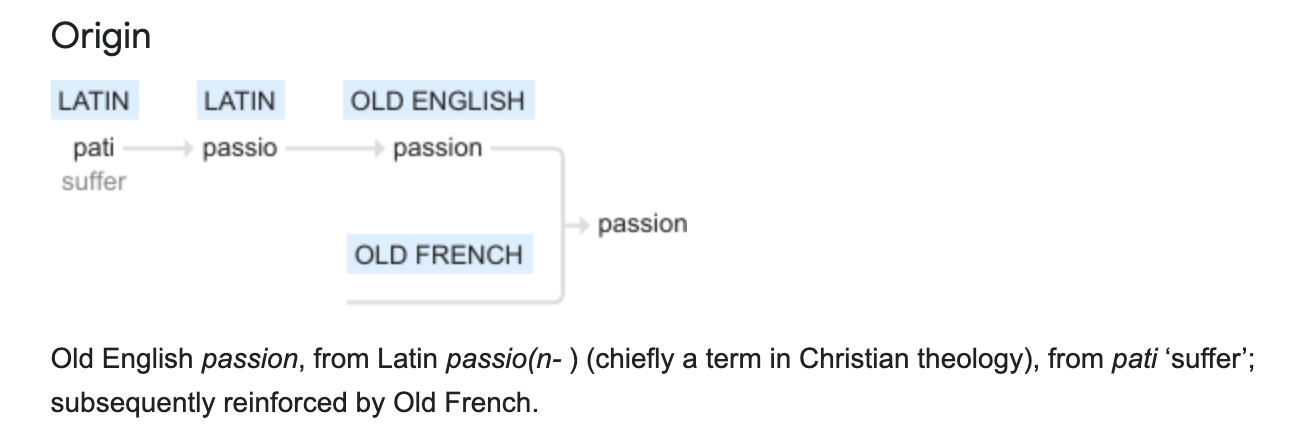 Origin
LATIN LATIN OLD ENGLISH
pati passio passion
suffer
passion
OLD FRENCH
Old English passion, from Latin passio(n- ) (chiefly a term in Christian theology), from pati ‘suffer’;
subsequently reinforced by Old French.